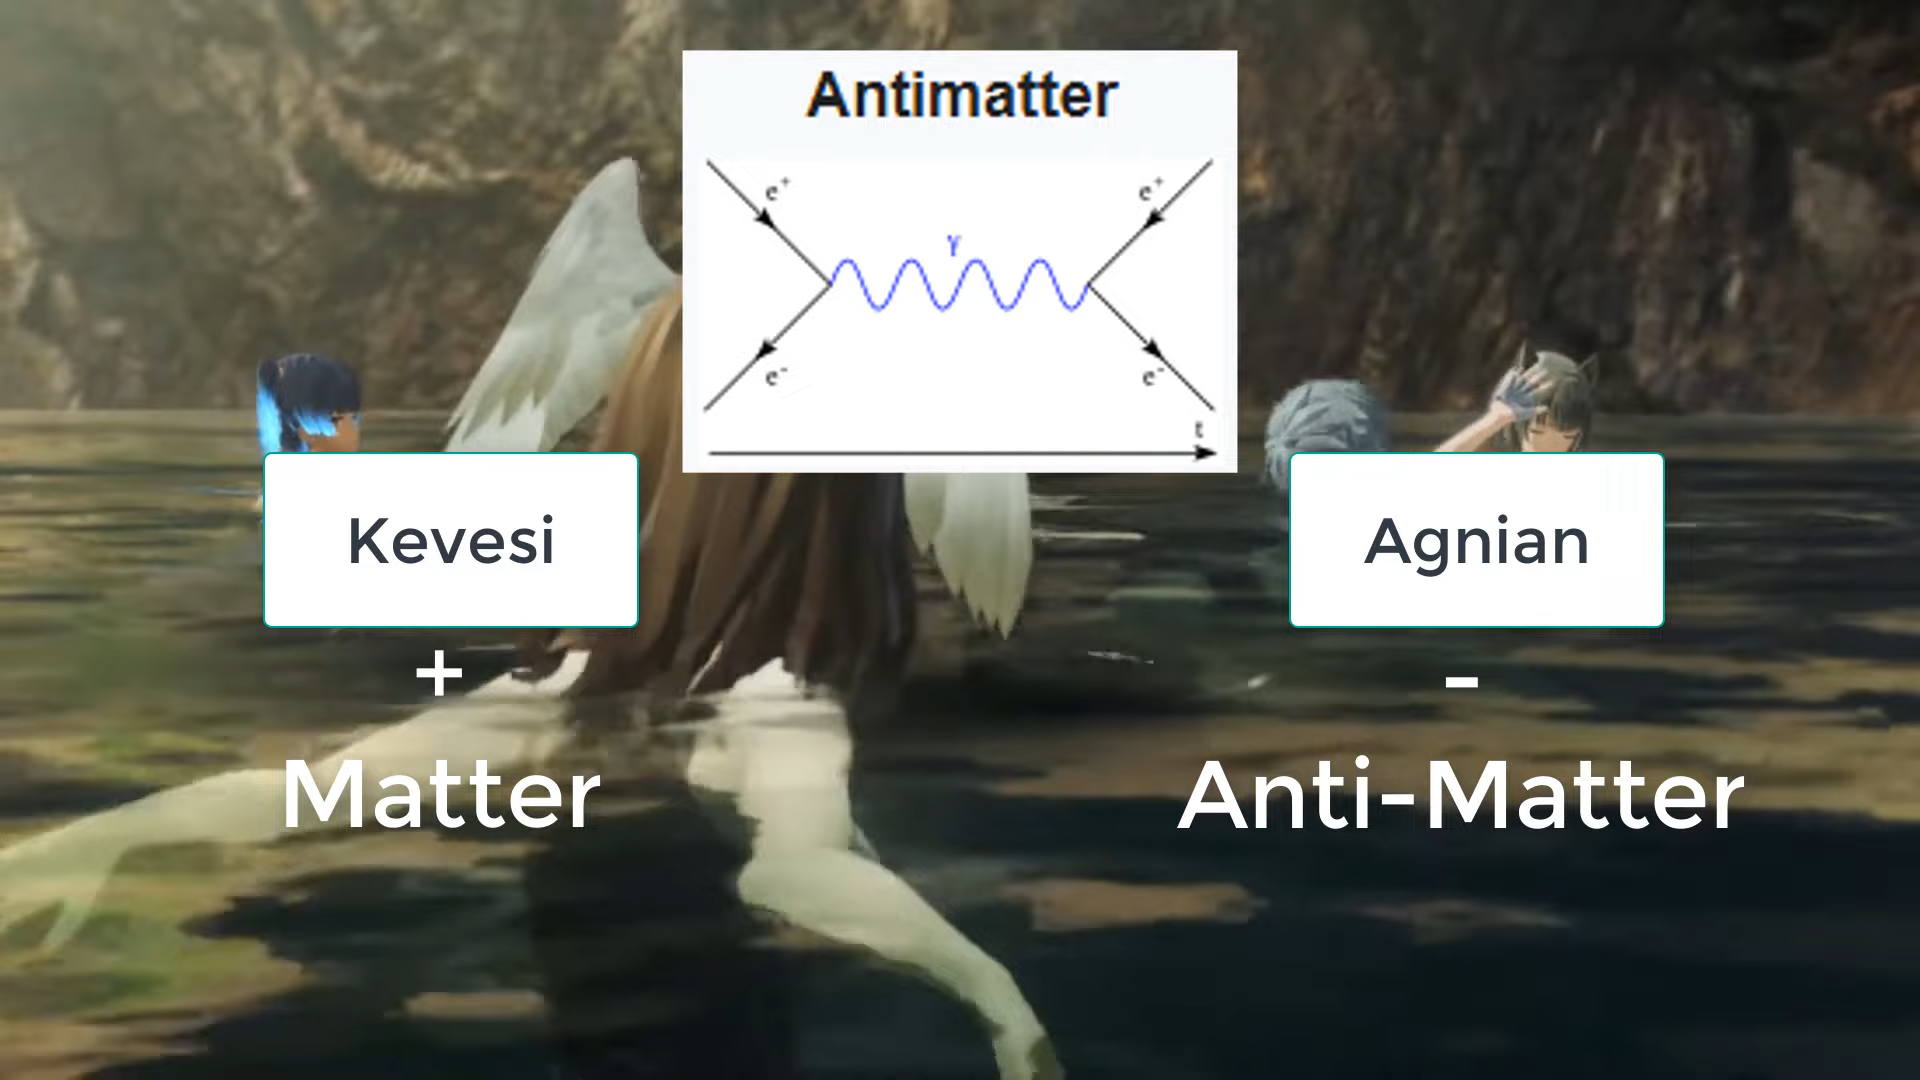 Antimatter
e+ e+
γ
e- e-
t
Kevesi Agnian
+ -
Matter Anti-Matter